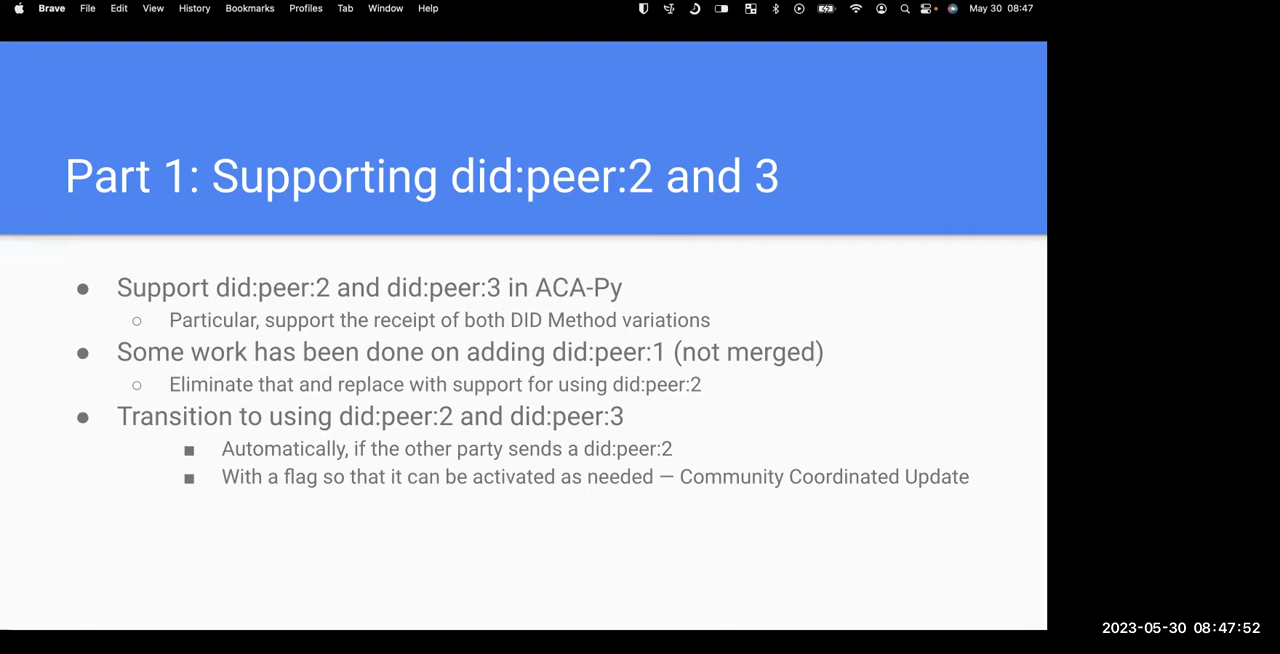 Brave File Edit View History Bookmarks Profiles Tab Window Help May 30 08:47
Part 1: Supporting did:peer:2 and 3
● Support did:peer:2 and did:peer:3 in ACA-Py
○ Particular, support the receipt of both DID Method variations
● Some work has been done on adding did:peer:1 (not merged)
○ Eliminate that and replace with support for using did:peer:2
● Transition to using did:peer:2 and did:peer:3
■ Automatically, if the other party sends a did:peer:2
■ With a flag so that it can be activated as needed — Community Coordinated Update
2023-05-30 08:47:52